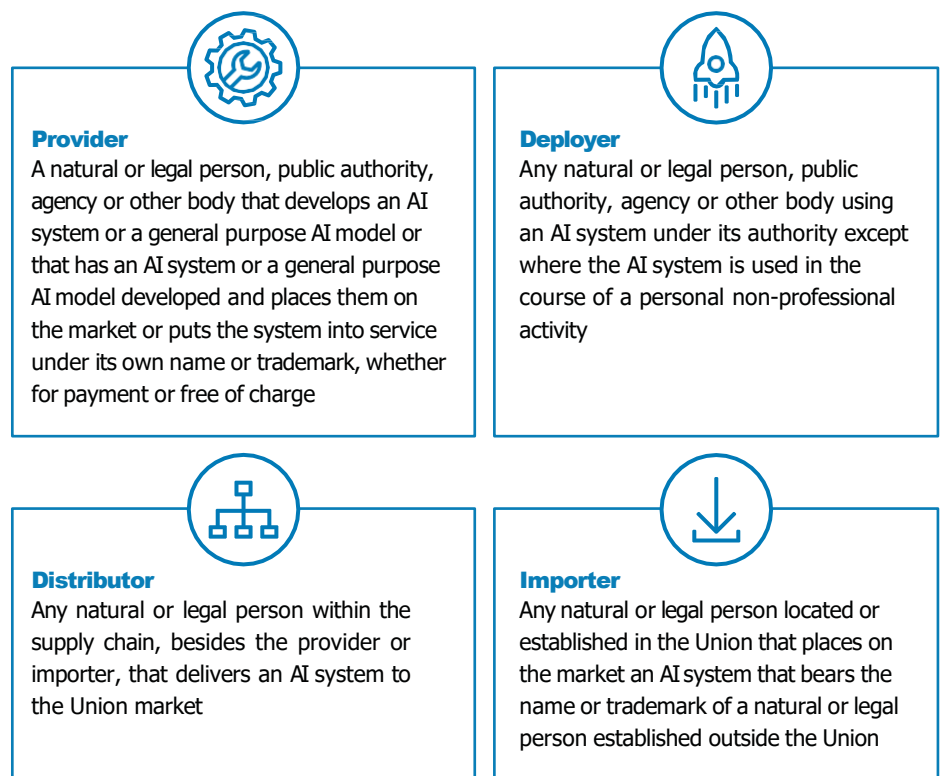 Provider
A natural or legal person, public authority,
agency or other body that develops an AI
system or a general purpose AI model or
that has an AI system or a general purpose
AI model developed and places them on
the market or puts the system into service
under its own name or trademark, whether
for payment or free of charge
Deployer
Any natural or legal person, public
authority, agency or other body using
an AI system under its authority except
where the AI system is used in the
course of a personal non-professional
activity
Distributor
Any natural or legal person within the
supply chain, besides the provider or
importer, that delivers an AI system to
the Union market
Importer
Any natural or legal person located or
established in the Union that places on
the market an AI system that bears the
name or trademark of a natural or legal
person established outside the Union